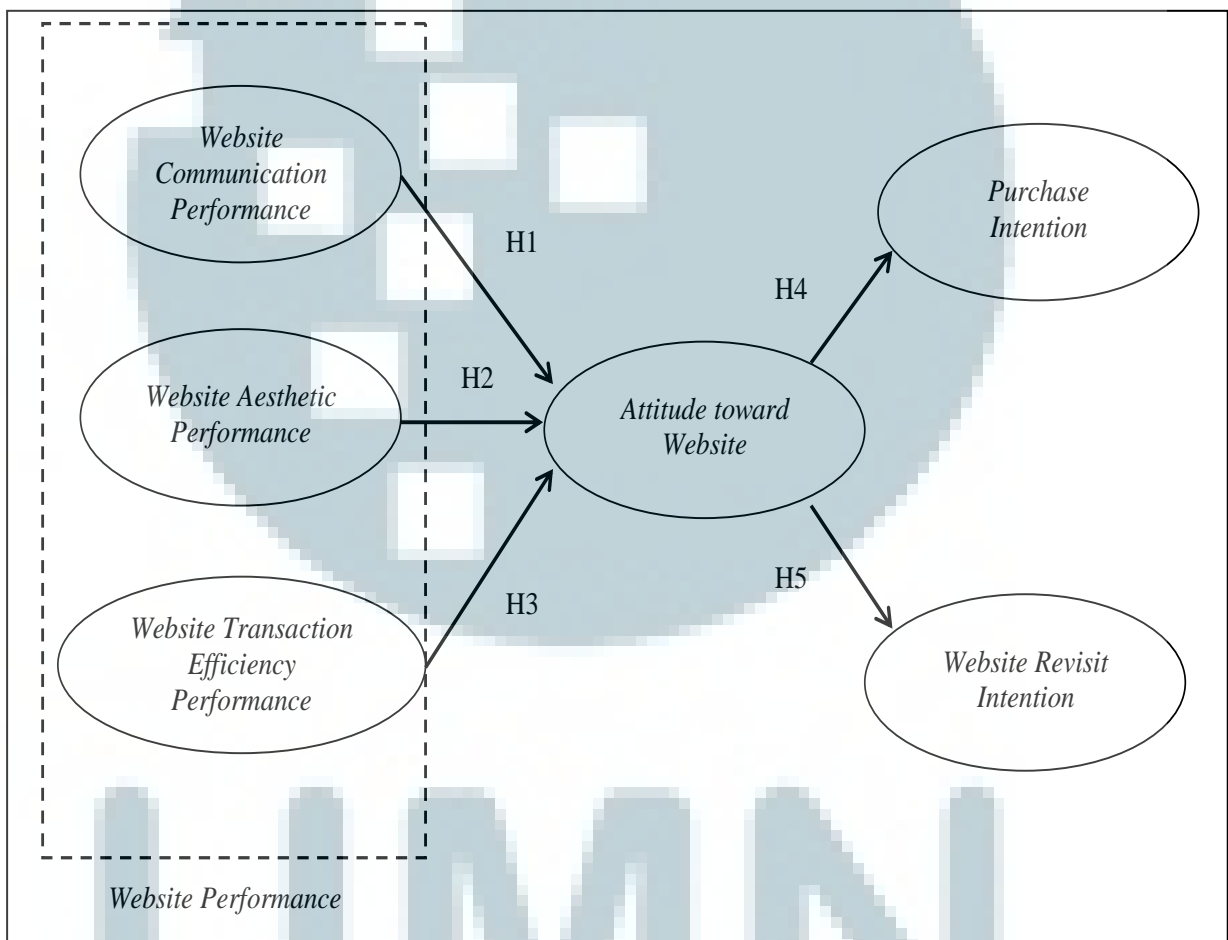 Website
Communication
Performance
H1
Website Aesthetic
Performance
H2
Website Transaction
Efficiency
Performance
H3
Attitude toward
Website
H4
Purchase
Intention
H5
Website Revisit
Intention
Website Performance
UMN